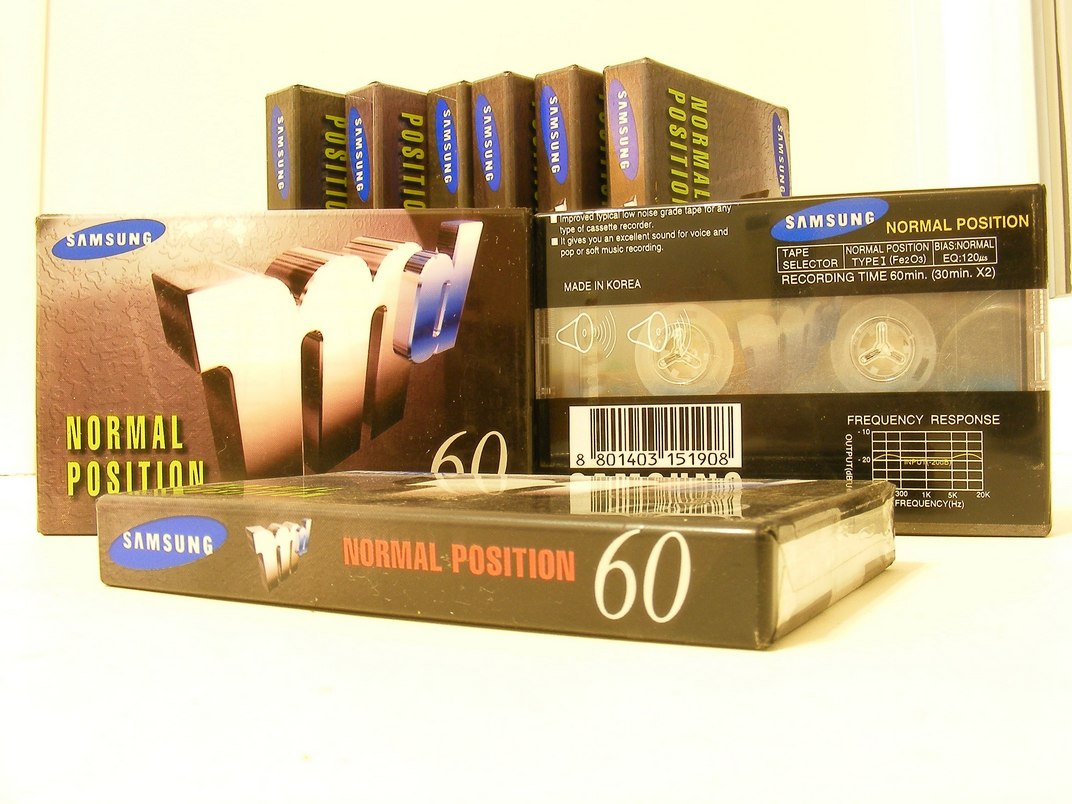 SAMSUNG
SAMSUNG
SAMSUNG
SAMSUNG
SAMSUNG
SAMSUNG
NORMAL
POSITION
SAMSUNG
NORMAL
POSITION
60
Improved typical low noise grade tape for any
type of cassette recorder.
It gives you an excellent sound for voice and
pop or soft music recording.
MADE IN KOREA
SAMSUNG NORMAL POSITION
TAPE SELECTOR
NORMAL POSITION TYPE I (Fe2O3)
BIAS:NORMAL EQ:120µs
RECORDING TIME 60min. (30min. X2)
8 801403 151908
FREQUENCY RESPONSE
-10
-20
INPUT(-20dB)
300 1K 5K 20K
FREQUENCY(Hz)
SAMSUNG m NORMAL POSITION 60